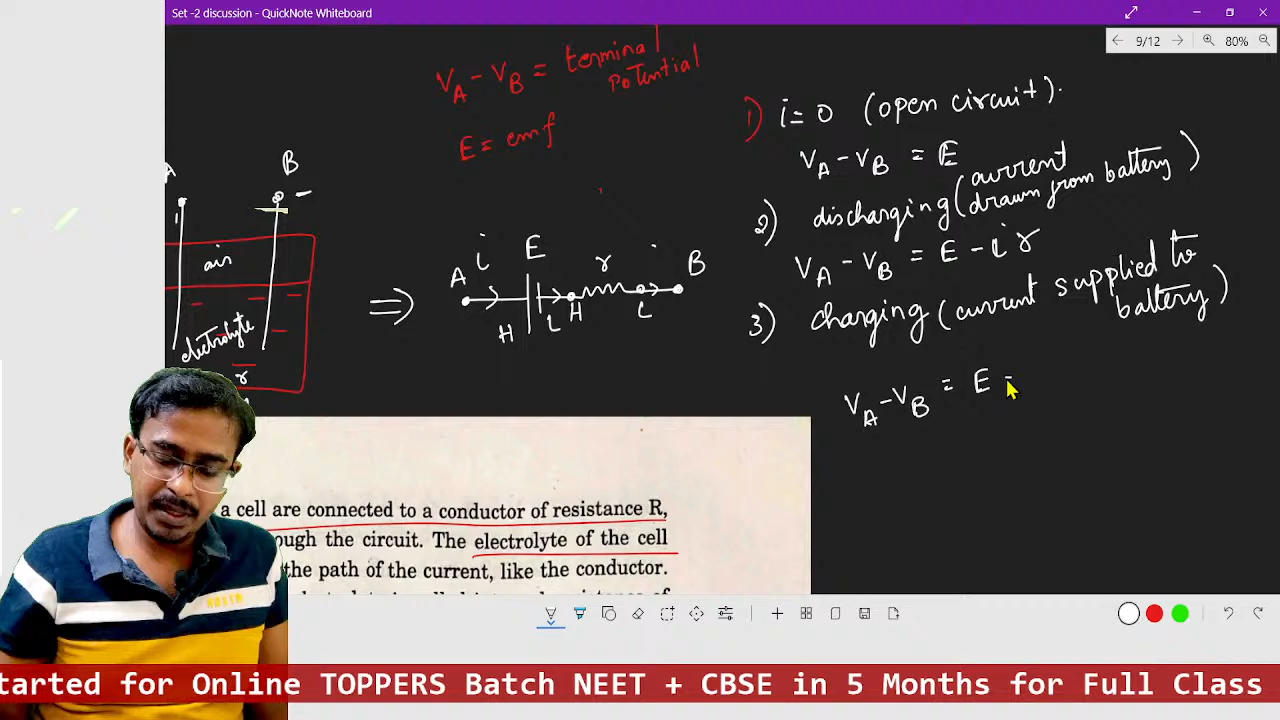 Set -2 discussion - QuickNote Whiteboard
9/12
80%
VA - VB = terminal
potential
E = emf
1) i = 0 (open circuit).
VA - VB = E
2) discharging (current
drawn from battery)
VA - VB = E - i r
3) charging (current supplied to
battery)
VA - VB = E -
B
air
electrolyte
r
⇒ A i E r i B
H L H L
a cell are connected to a conductor of resistance R,
ough the circuit. The electrolyte of the cell
the path of the current, like the conductor.
tarted for Online TOPPERS Batch NEET + CBSE in 5 Months for Full Class